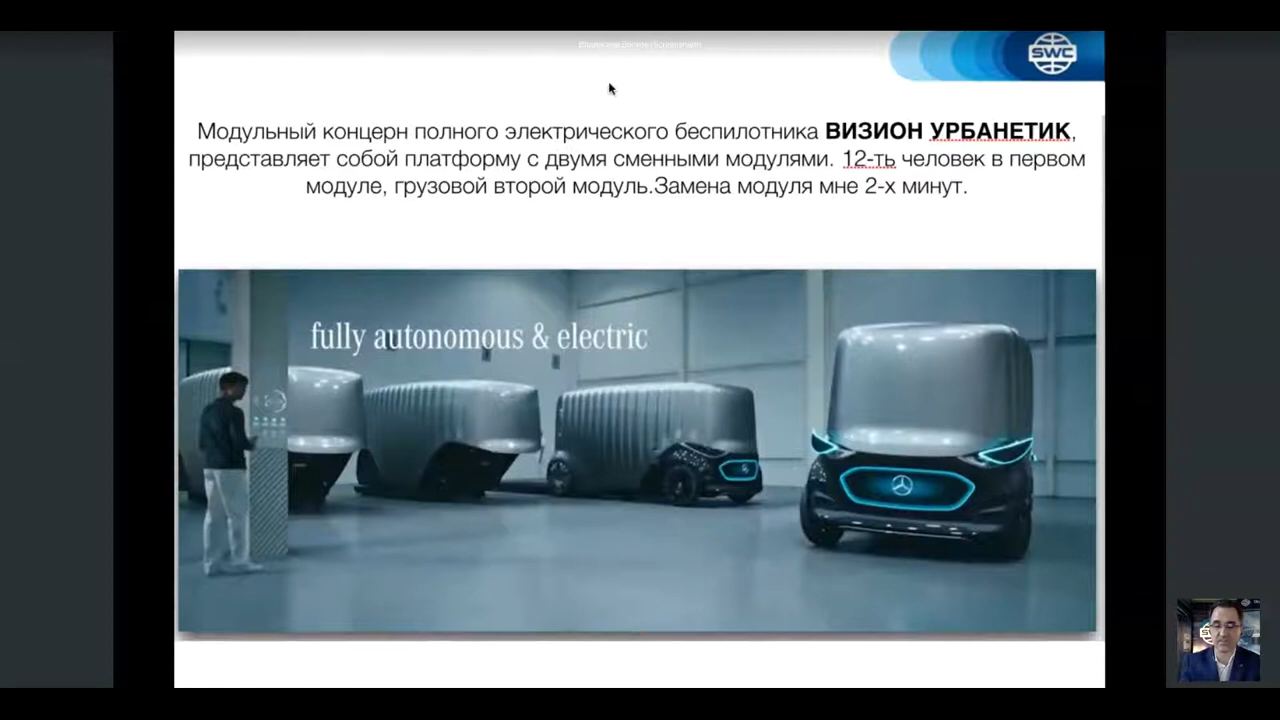 SWC
Модульный концерн полного электрического беспилотника ВИЗИОН УРБАНЕТИК,
представляет собой платформу с двумя сменными модулями. 12-ть человек в первом
модуле, грузовой второй модуль.Замена модуля мне 2-х минут.
fully autonomous & electric